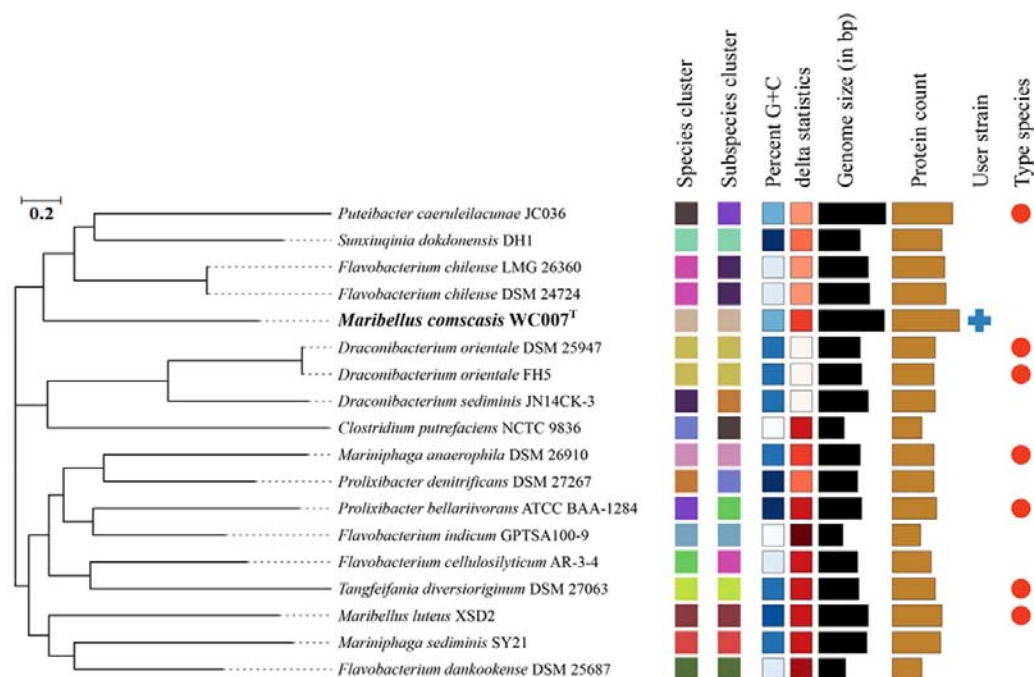 Species cluster
Subspecies cluster
Percent G+C
delta statistics
Genome size (in bp)
Protein count
User strain
Type species
0.2
Puteibacter caeruleilacunae JC036
Sunxiuqinia dokdonensis DH1
Flavobacterium chilense LMG 26360
Flavobacterium chilense DSM 24724
Maribellus comscasis WC007ᵀ
Draconibacterium orientale DSM 25947
Draconibacterium orientale FH5
Draconibacterium sediminis JN14CK-3
Clostridium putrefaciens NCTC 9836
Mariniphaga anaerophila DSM 26910
Prolixibacter denitrificans DSM 27267
Prolixibacter bellariivorans ATCC BAA-1284
Flavobacterium indicum GPTSA100-9
Flavobacterium cellulosilyticum AR-3-4
Tangfeifania diversioriginum DSM 27063
Maribellus luteus XSD2
Mariniphaga sediminis SY21
Flavobacterium dankookense DSM 25687